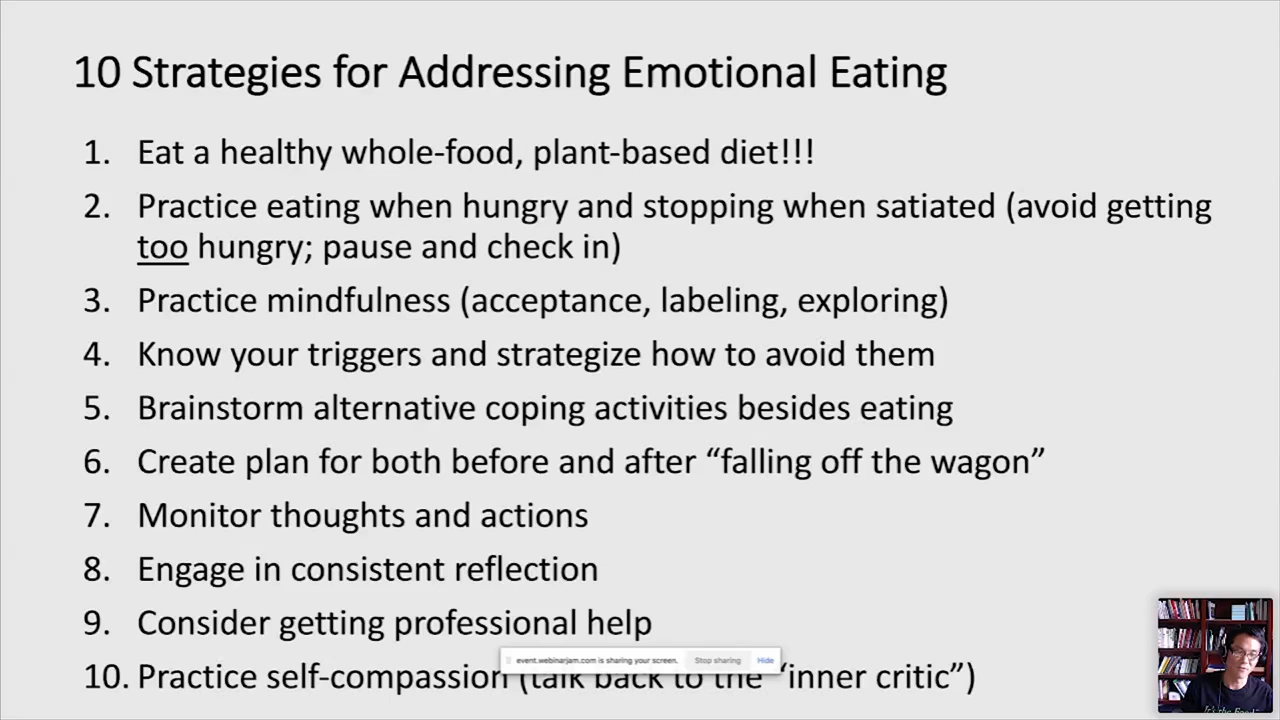 10 Strategies for Addressing Emotional Eating
1. Eat a healthy whole-food, plant-based diet!!!
2. Practice eating when hungry and stopping when satiated (avoid getting
too hungry; pause and check in)
3. Practice mindfulness (acceptance, labeling, exploring)
4. Know your triggers and strategize how to avoid them
5. Brainstorm alternative coping activities besides eating
6. Create plan for both before and after “falling off the wagon”
7. Monitor thoughts and actions
8. Engage in consistent reflection
9. Consider getting professional help
event.webinarjam.com is sharing your screen. Stop sharing Hide
10. Practice self-compassion (talk back to the “inner critic”)
It's the Food